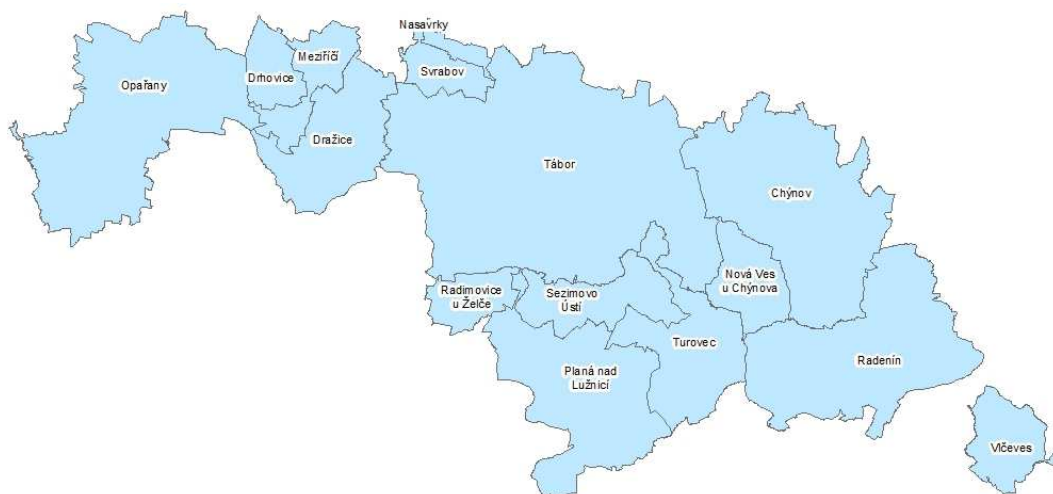 Nasavrky
Meziříčí
Svrabov
Drhovice
Opařany
Dražice
Tábor
Chýnov
Nová Ves
u Chýnova
Radimovice
u Želče
Sezimovo
Ústí
Turovec
Radenín
Planá nad
Lužnicí
Vlčeves